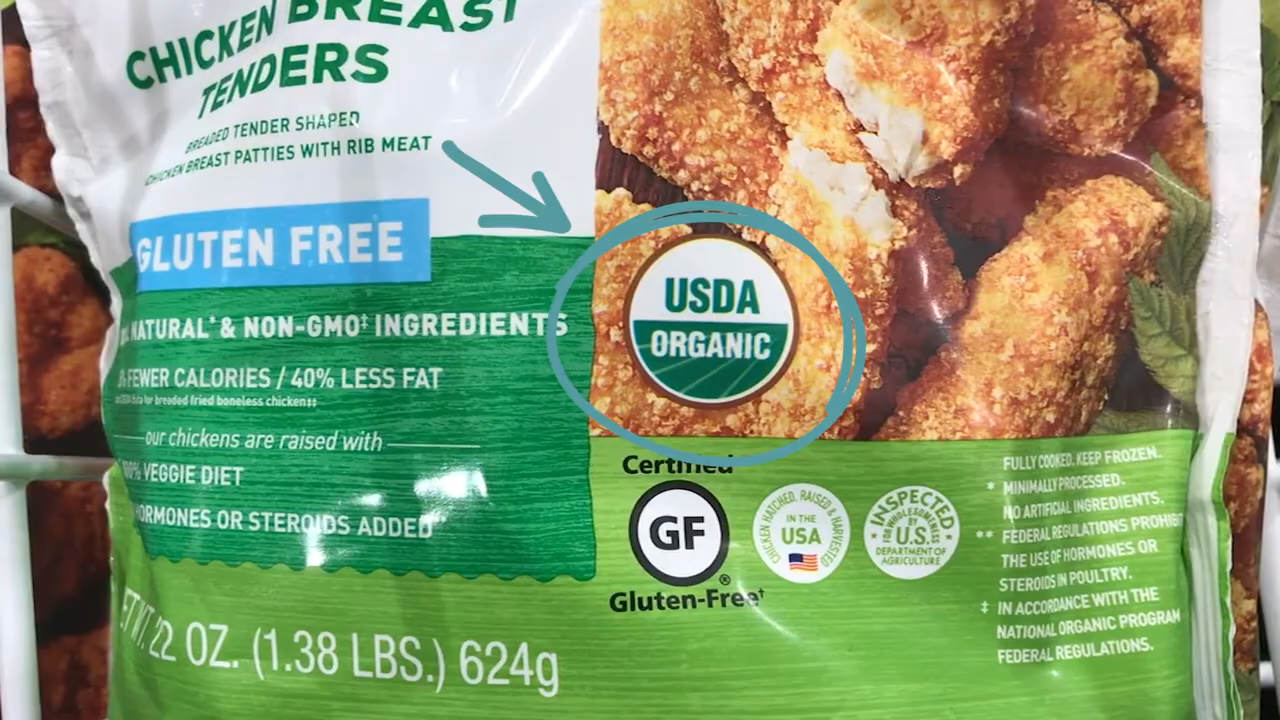 CHICKEN BREAST
TENDERS
BREADED TENDER SHAPED
CHICKEN BREAST PATTIES WITH RIB MEAT
GLUTEN FREE
NATURAL* & NON-GMO‡ INGREDIENTS
FEWER CALORIES / 40% LESS FAT
USDA data for breaded fried boneless chicken‡‡
our chickens are raised with
100% VEGGIE DIET
HORMONES OR STEROIDS ADDED**
WT. 22 OZ. (1.38 LBS.) 624g
USDA
ORGANIC
Certified
GF
®
Gluten-Free†
CHICKEN HATCHED, RAISED & HARVESTED
IN THE
USA
INSPECTED
FOR WHOLESOMENESS
BY
U.S.
DEPARTMENT OF
AGRICULTURE
FULLY COOKED. KEEP FROZEN.
* MINIMALLY PROCESSED.
NO ARTIFICIAL INGREDIENTS.
** FEDERAL REGULATIONS PROHIBI
THE USE OF HORMONES OR
STEROIDS IN POULTRY.
‡ IN ACCORDANCE WITH THE
NATIONAL ORGANIC PROGRAM
FEDERAL REGULATIONS.